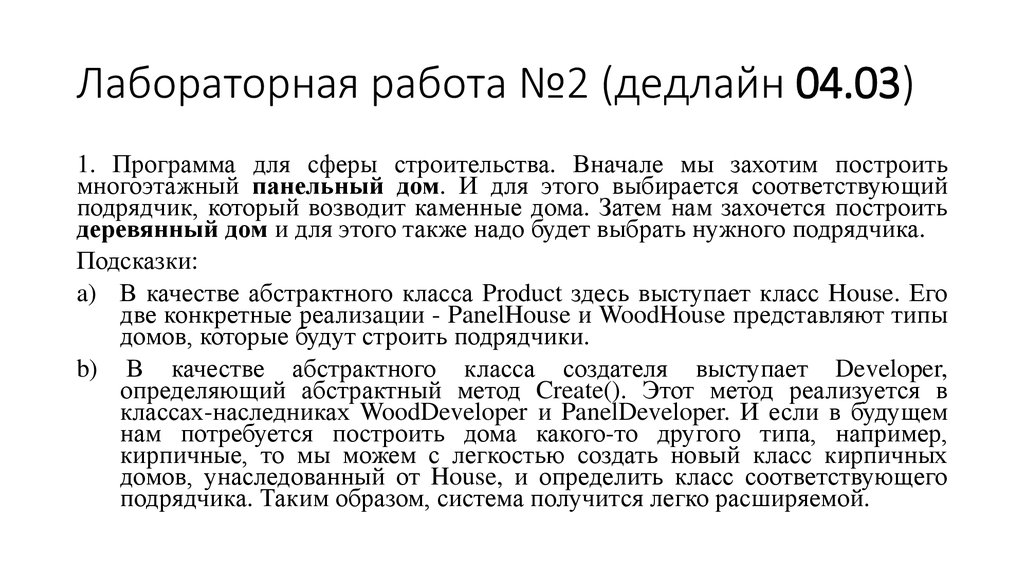 Лабораторная работа №2 (дедлайн 04.03)
1. Программа для сферы строительства. Вначале мы захотим построить
многоэтажный панельный дом. И для этого выбирается соответствующий
подрядчик, который возводит каменные дома. Затем нам захочется построить
деревянный дом и для этого также надо будет выбрать нужного подрядчика.
Подсказки:
a) В качестве абстрактного класса Product здесь выступает класс House. Его
две конкретные реализации - PanelHouse и WoodHouse представляют типы
домов, которые будут строить подрядчики.
b) В качестве абстрактного класса создателя выступает Developer,
определяющий абстрактный метод Create(). Этот метод реализуется в
классах-наследниках WoodDeveloper и PanelDeveloper. И если в будущем
нам потребуется построить дома какого-то другого типа, например,
кирпичные, то мы можем с легкостью создать новый класс кирпичных
домов, унаследованный от House, и определить класс соответствующего
подрядчика. Таким образом, система получится легко расширяемой.